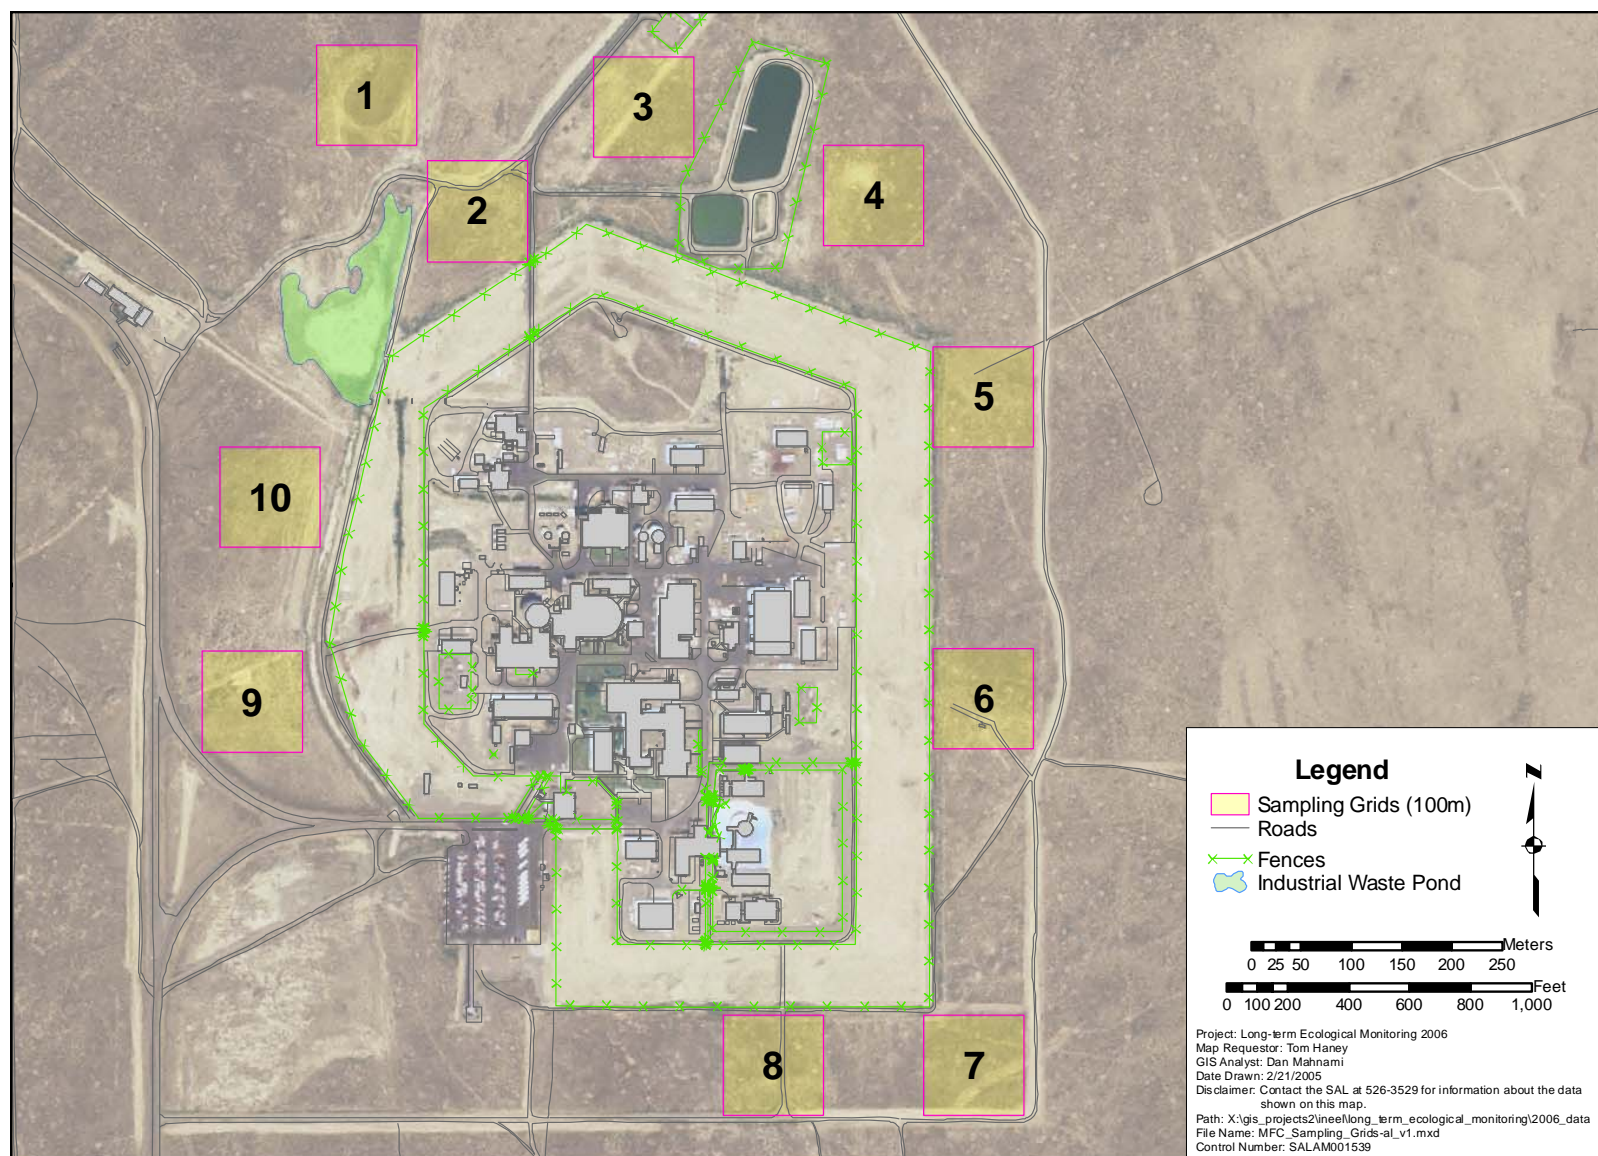 1
3
2
4
5
10
9
6
8
7
Legend
Sampling Grids (100m)
Roads
Fences
Industrial Waste Pond
N
Meters
0 25 50 100 150 200 250
Feet
0 100 200 400 600 800 1,000
Project: Long-term Ecological Monitoring 2006
Map Requestor: Tom Haney
GIS Analyst: Dan Mahnami
Date Drawn: 2/21/2005
Disclaimer: Contact the SAL at 526-3529 for information about the data
shown on this map.
Path: X:\gis_projects2\ineel\long_term_ecological_monitoring\2006_data
File Name: MFC_Sampling_Grids-al_v1.mxd
Control Number: SALAM001539